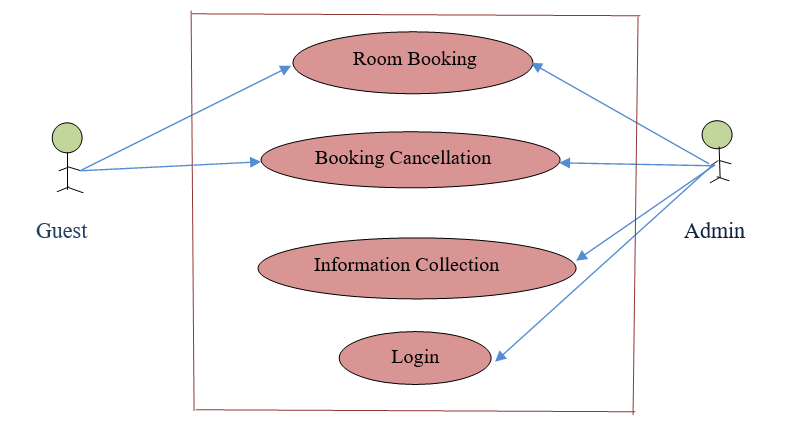 Room Booking
Booking Cancellation
Guest
Admin
Information Collection
Login